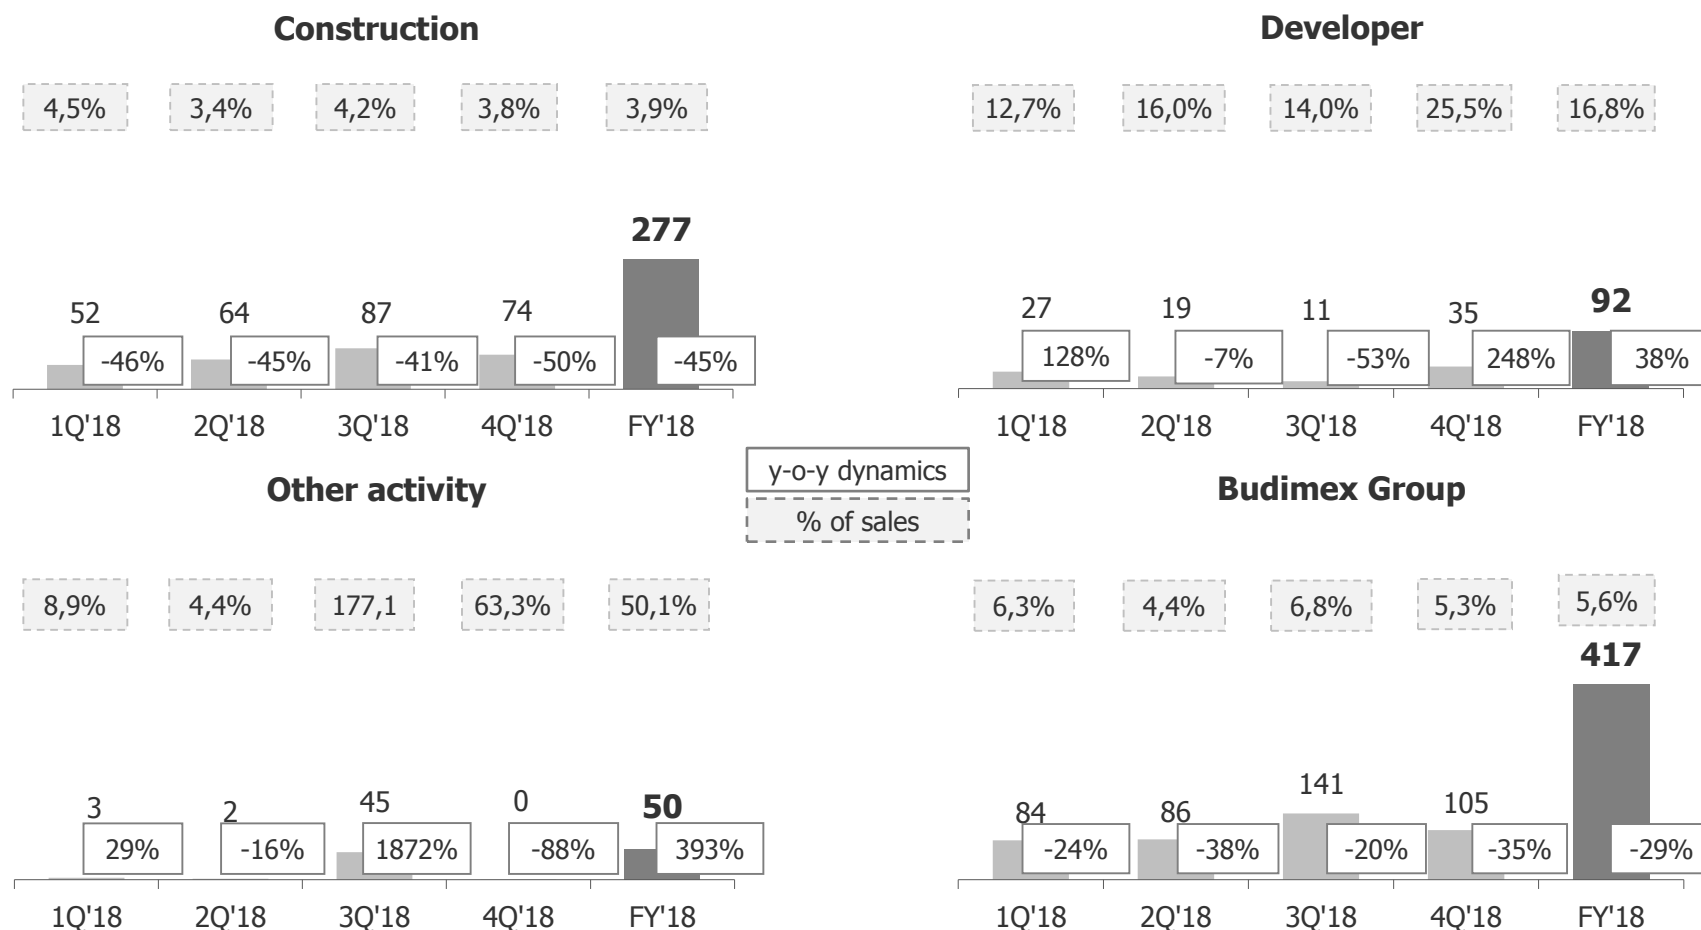 Construction
4,5% 3,4% 4,2% 3,8% 3,9%
277
52 64 87 74
-46% -45% -41% -50% -45%
1Q'18 2Q'18 3Q'18 4Q'18 FY'18
Developer
12,7% 16,0% 14,0% 25,5% 16,8%
27 19 11 35 92
128% -7% -53% 248% 38%
1Q'18 2Q'18 3Q'18 4Q'18 FY'18
y-o-y dynamics
% of sales
Other activity
8,9% 4,4% 177,1 63,3% 50,1%
3 2 45 0 50
29% -16% 1872% -88% 393%
1Q'18 2Q'18 3Q'18 4Q'18 FY'18
Budimex Group
6,3% 4,4% 6,8% 5,3% 5,6%
417
84 86 141 105
-24% -38% -20% -35% -29%
1Q'18 2Q'18 3Q'18 4Q'18 FY'18